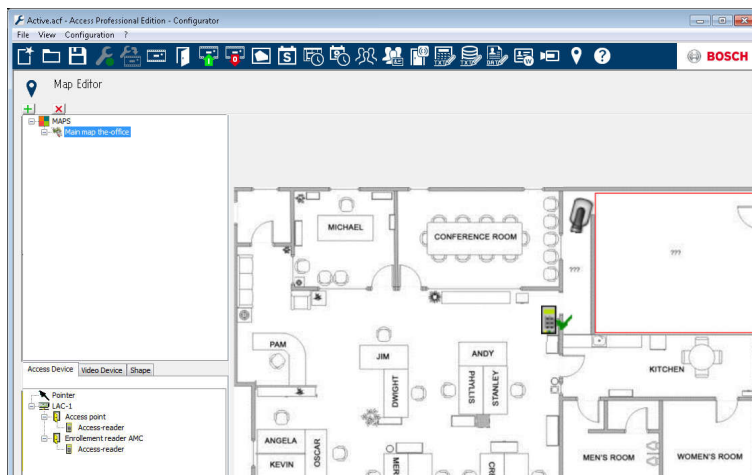 Active.acf - Access Professional Edition - Configurator
File View Configuration ?
BOSCH
Map Editor
MAPS
Main map the-office
Access Device Video Device Shape
Pointer
LAC-1
Access point
Access-reader
Enrollement reader AMC
Access-reader
MICHAEL
CONFERENCE ROOM
???
???
PAM
JIM
ANDY
DWIGHT
PHYLLIS
STANLEY
KITCHEN
ANGELA
OSCAR
KEVIN
MER
CR
MEN'S ROOM
WOMEN'S ROOM